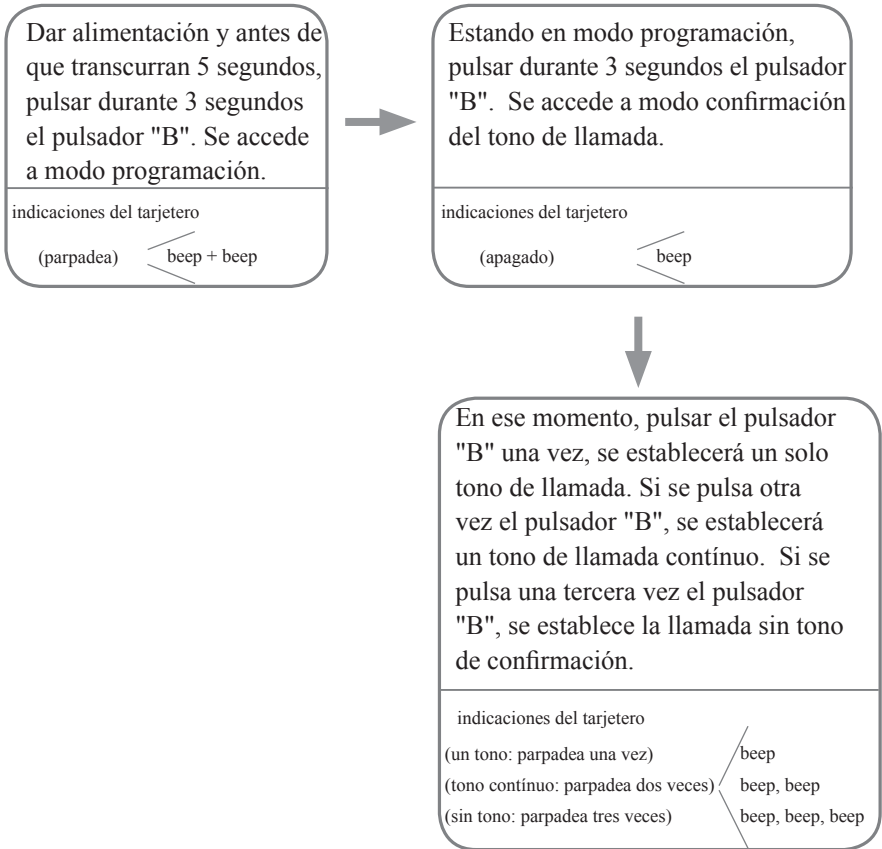 Dar alimentación y antes de
que transcurran 5 segundos,
pulsar durante 3 segundos
el pulsador "B". Se accede
a modo programación.
indicaciones del tarjetero
(parpadea) beep + beep
Estando en modo programación,
pulsar durante 3 segundos el pulsador
"B".  Se accede a modo confirmación
del tono de llamada.
indicaciones del tarjetero
(apagado) beep
En ese momento, pulsar el pulsador
"B" una vez, se establecerá un solo
tono de llamada. Si se pulsa otra
vez el pulsador "B", se establecerá
un tono de llamada contínuo.  Si se
pulsa una tercera vez el pulsador
"B", se establece la llamada sin tono
de confirmación.
indicaciones del tarjetero
(un tono: parpadea una vez) beep
(tono contínuo: parpadea dos veces) beep, beep
(sin tono: parpadea tres veces) beep, beep, beep